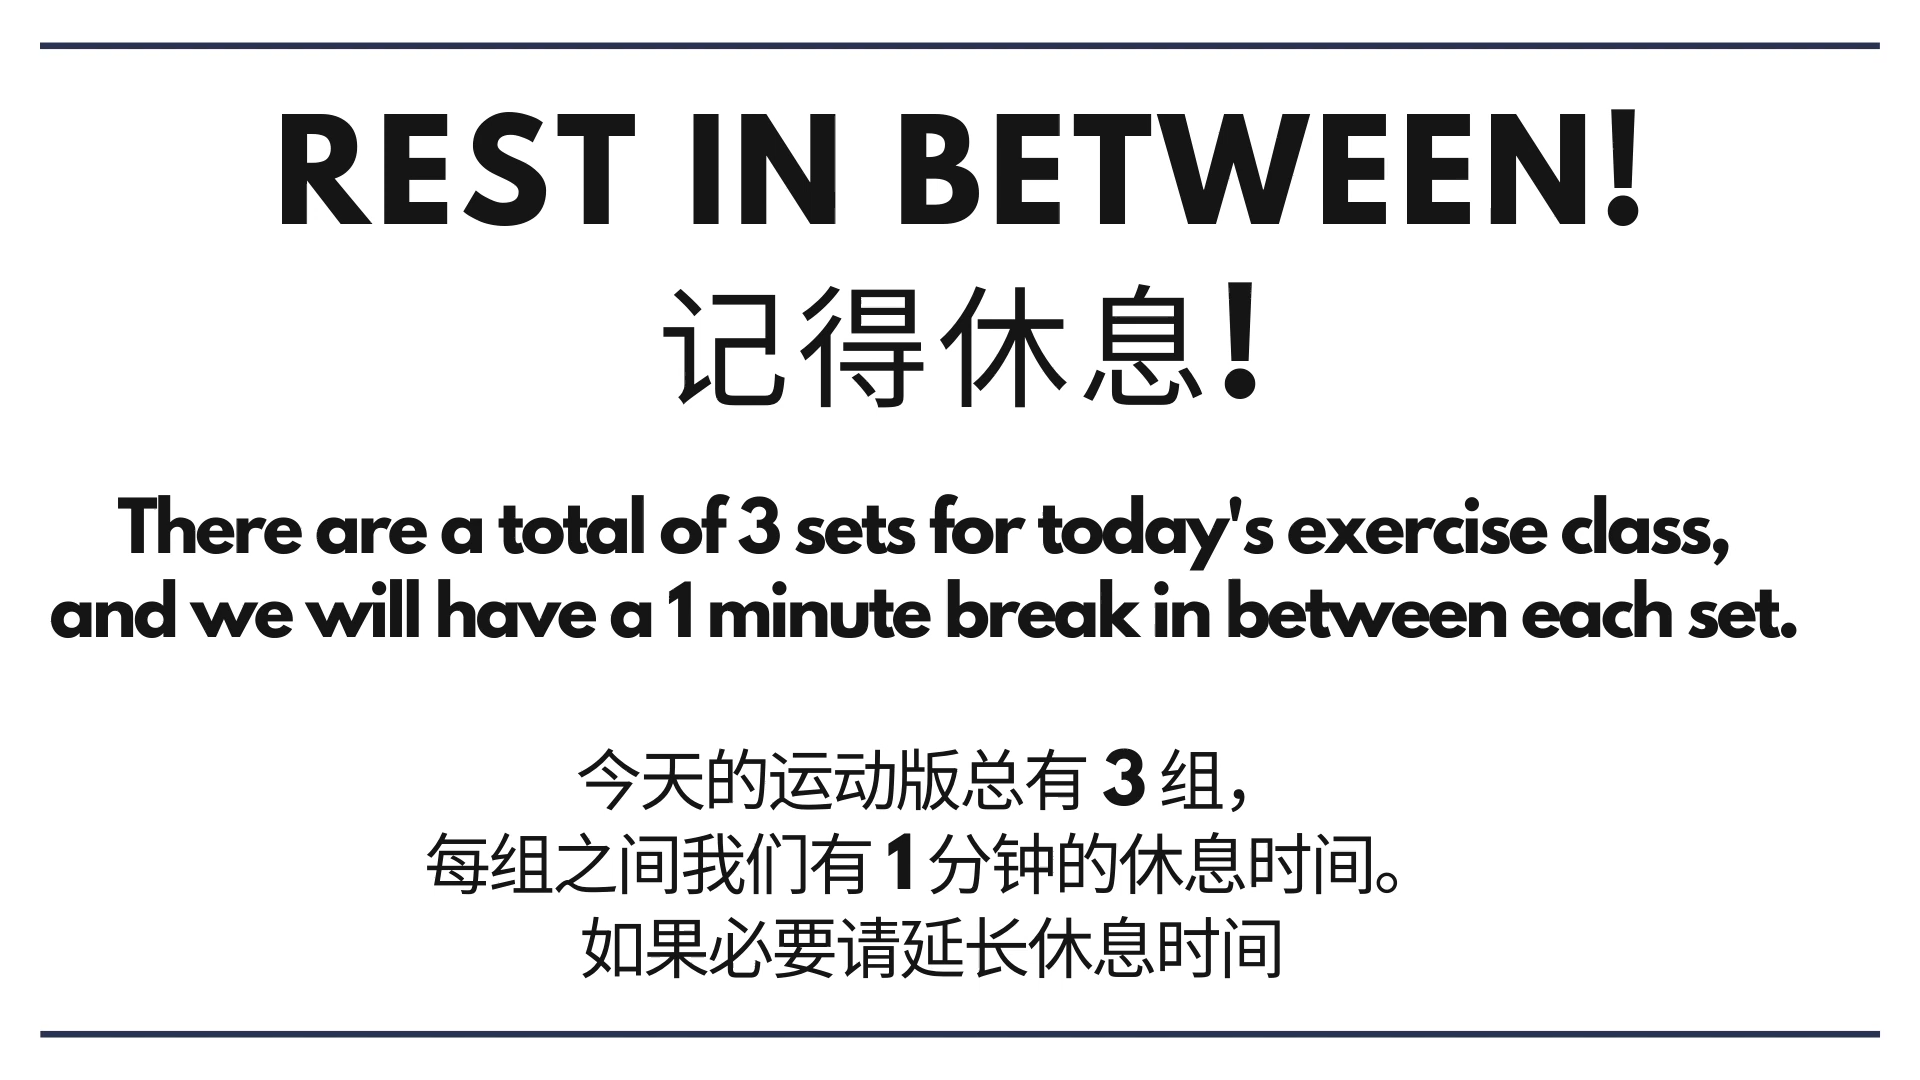 REST IN BETWEEN!
记得休息!
There are a total of 3 sets for today's exercise class,
and we will have a 1 minute break in between each set.
今天的运动版总有 3 组，
每组之间我们有 1 分钟的休息时间。
如果必要请延长休息时间